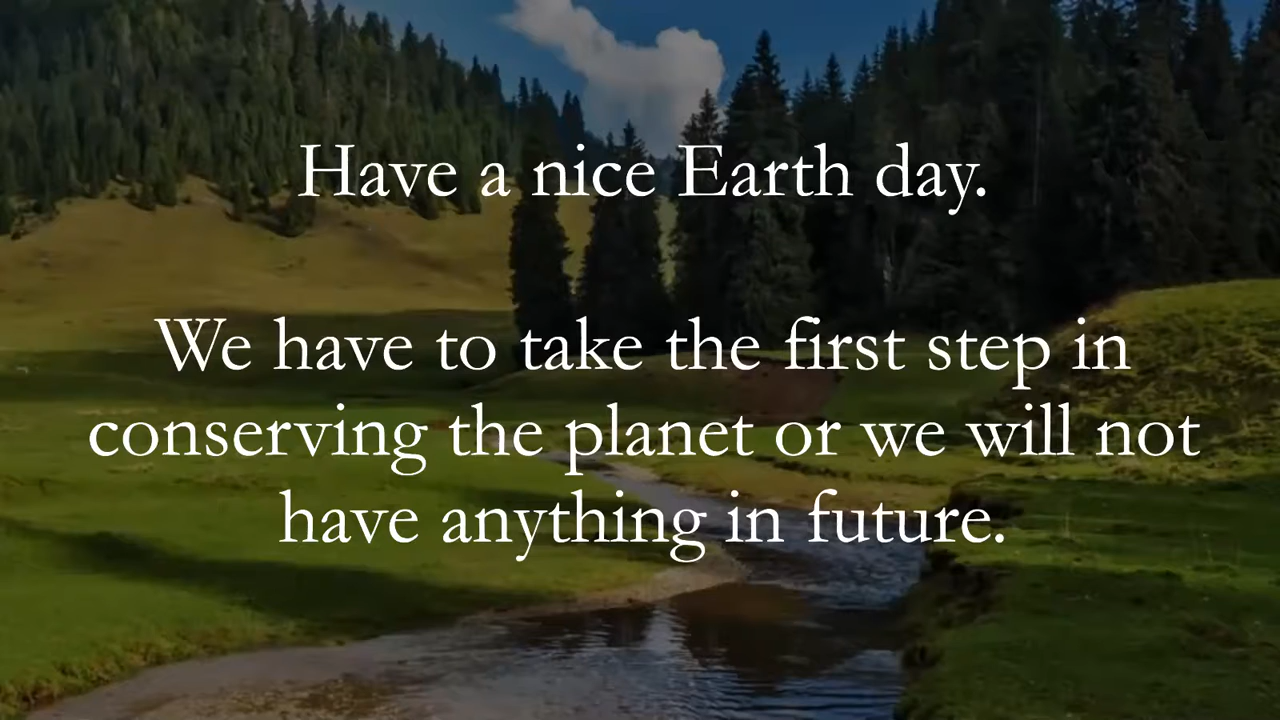 Have a nice Earth day.
We have to take the first step in
conserving the planet or we will not
have anything in future.